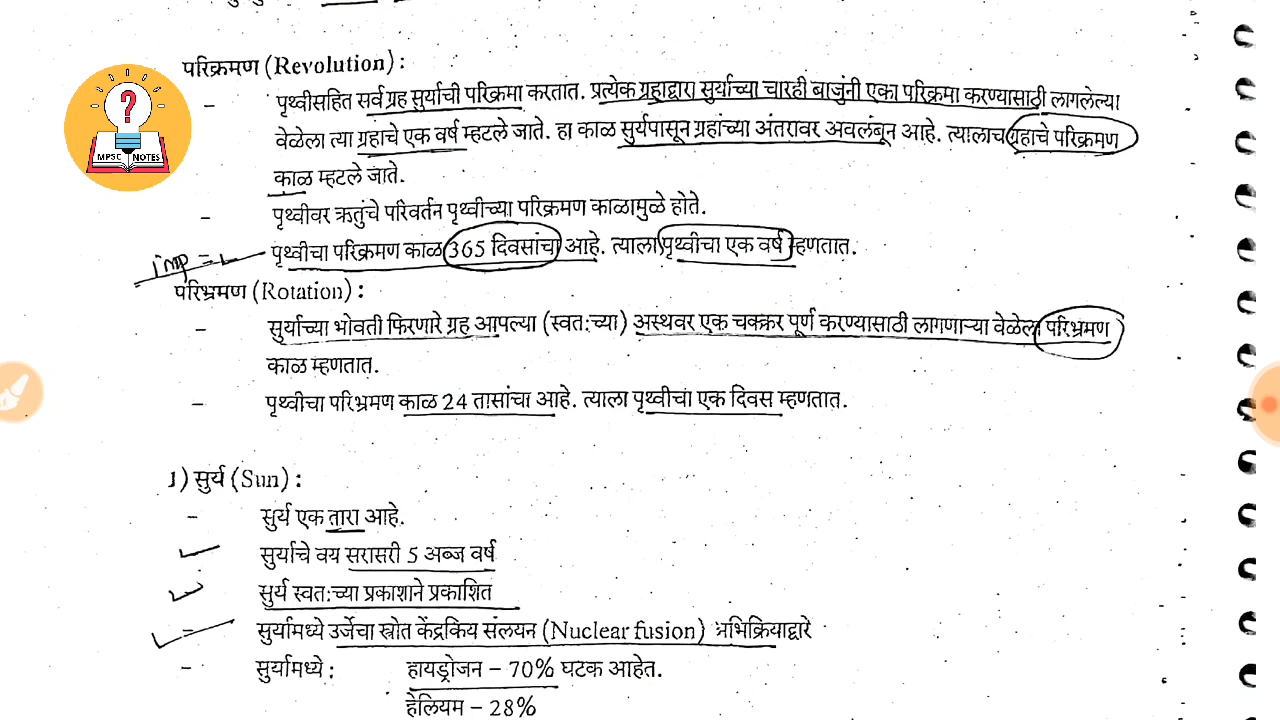 परिक्रमण (Revolution) :
- पृथ्वीसहित सर्व ग्रह सुर्याची परिक्रमा करतात. प्रत्येक ग्रहाद्वारा सुर्याच्या चारही बाजुंनी एका परिक्रमा करण्यासाठी लागलेल्या
वेळेला त्या ग्रहाचे एक वर्ष म्हटले जाते. हा काळ सुर्यपासून ग्रहांच्या अंतरावर अवलंबून आहे. त्यालाच ग्रहाचे परिक्रमण
काळ म्हटले जाते.
MPSC NOTES
- पृथ्वीवर ऋतुंचे परिवर्तन पृथ्वीच्या परिक्रमण काळामुळे होते.
imp = पृथ्वीचा परिक्रमण काळ 365 दिवसांचा आहे. त्याला पृथ्वीचा एक वर्ष म्हणतात.
परिभ्रमण (Rotation) :
- सुर्याच्या भोवती फिरणारे ग्रह आपल्या (स्वत:च्या) अस्थवर एक चक्कर पूर्ण करण्यासाठी लागणाऱ्या वेळेला परिभ्रमण
काळ म्हणतात.
- पृथ्वीचा परिभ्रमण काळ 24 तासांचा आहे. त्याला पृथ्वीचा एक दिवस म्हणतात.
1) सुर्य (Sun) :
- सुर्य एक तारा आहे.
सुर्याचे वय सरासरी 5 अब्ज वर्ष
सुर्य स्वत:च्या प्रकाशाने प्रकाशित
- सुर्यामध्ये उर्जेचा स्त्रोत केंद्रकिय संलयन (Nuclear fusion) अभिक्रियाद्वारे
- सुर्यामध्ये : हायड्रोजन – 70% घटक आहेत.
हेलियम – 28%